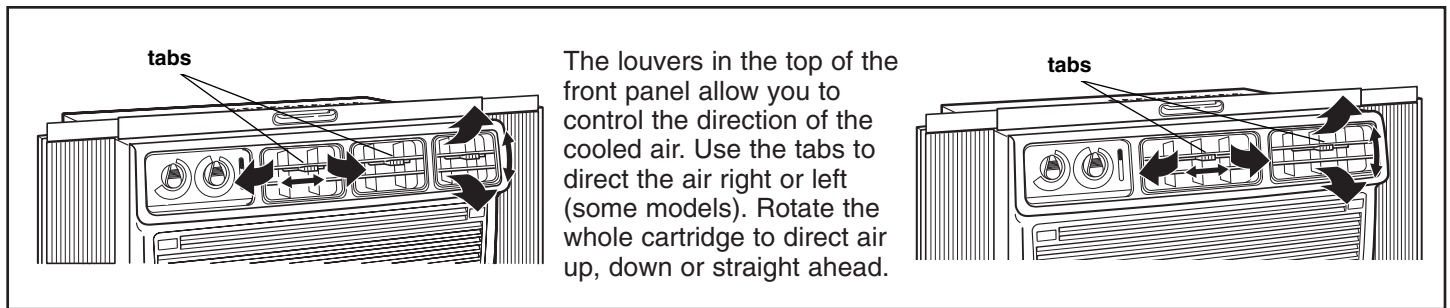 tabs
The louvers in the top of the
front panel allow you to
control the direction of the
cooled air. Use the tabs to
direct the air right or left
(some models). Rotate the
whole cartridge to direct air
up, down or straight ahead.
tabs